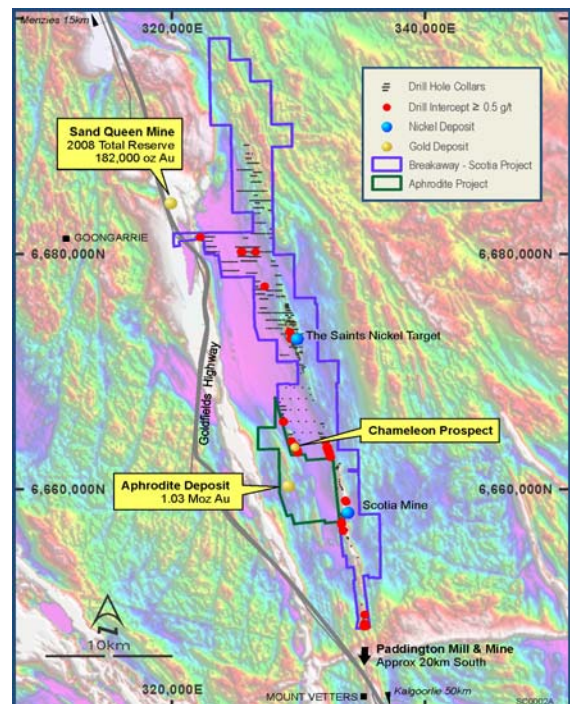 Menzies 15km
320,000E
340,000E
Drill Hole Collars
Drill Intercept ≥ 0.5 g/t
Nickel Deposit
Gold Deposit
Breakaway - Scotia Project
Aphrodite Project
Sand Queen Mine
2008 Total Reserve
182,000 oz Au
GOONGARRIE
6,680,000N
6,680,000N
The Saints Nickel Target
Goldfields Highway
Chameleon Prospect
Aphrodite Deposit
1.03 Moz Au
6,660,000N
6,660,000N
Scotia Mine
10km
Paddington Mill & Mine
Approx 20km South
320,000E
MOUNT VETTERS
Kalgoorlie 50km
SC0002A